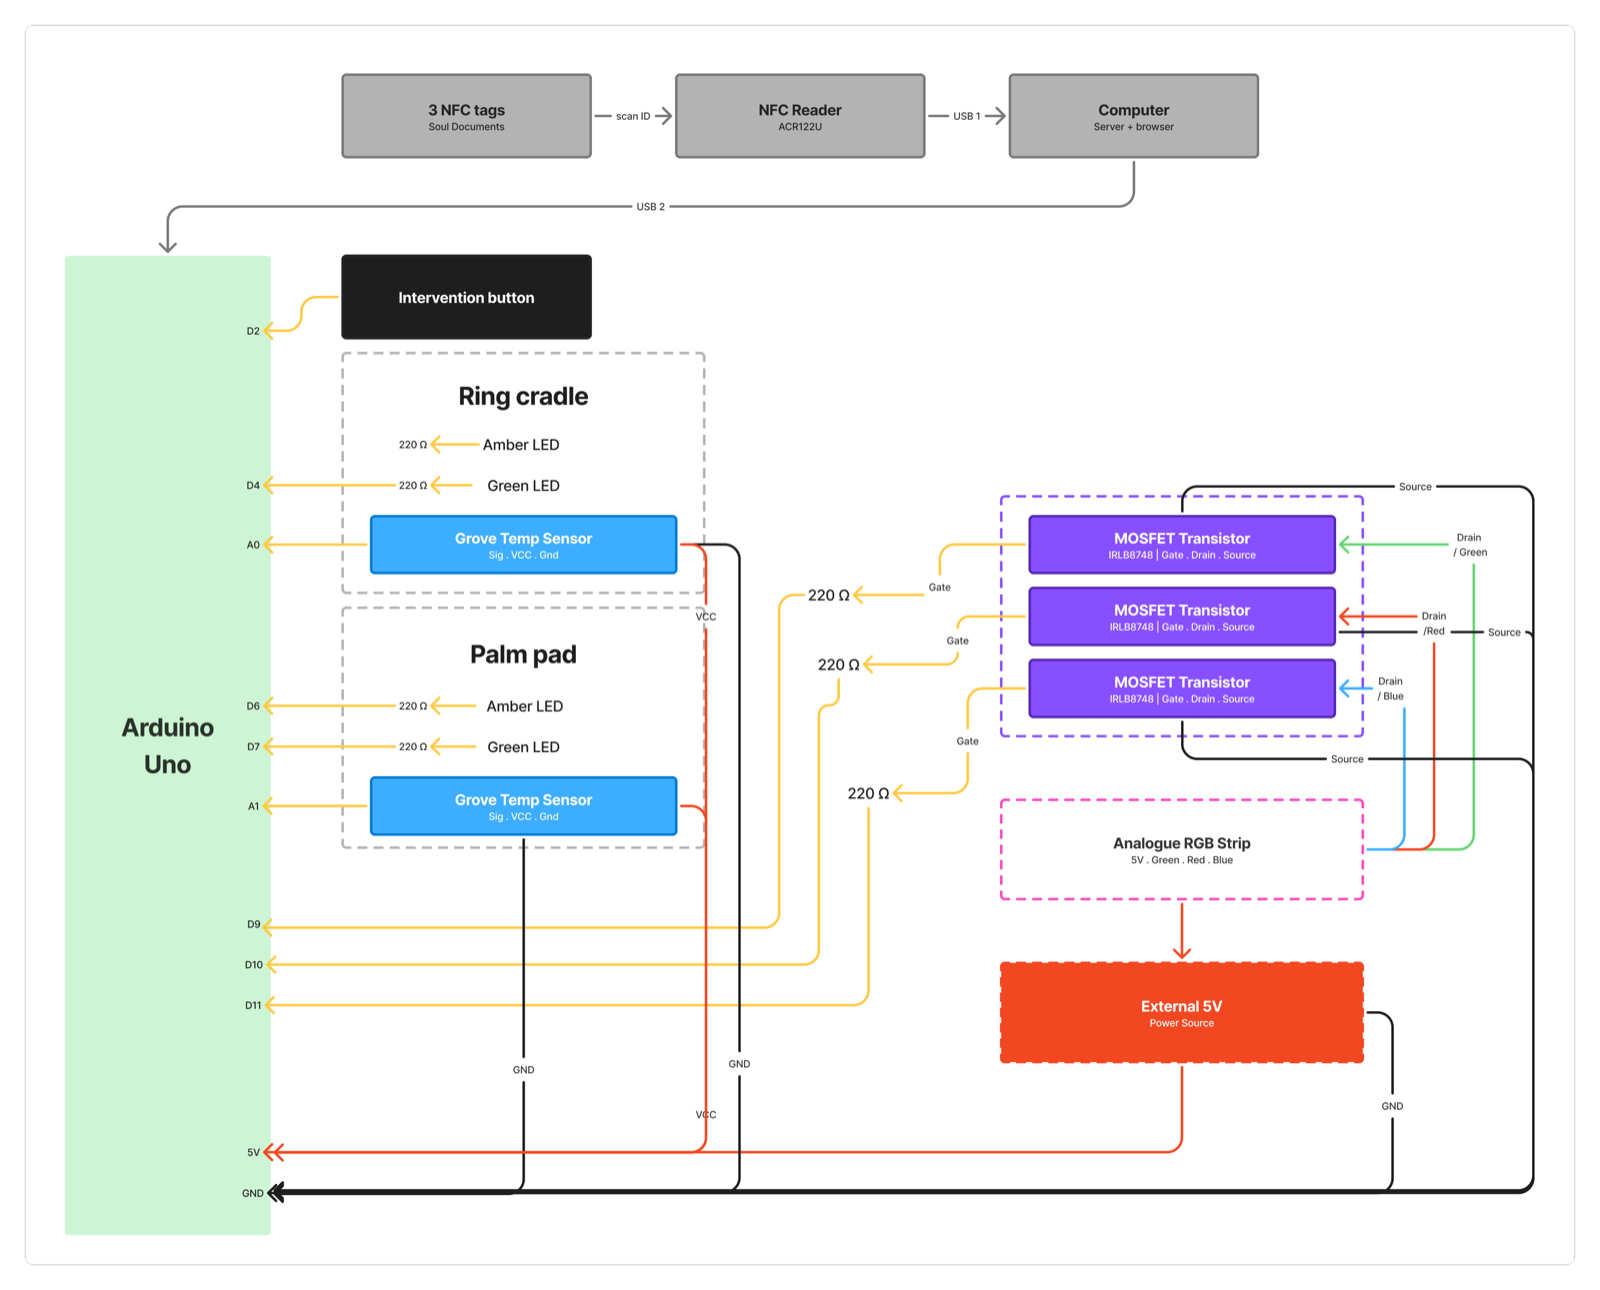 3 NFC tags
Soul Documents
scan ID
NFC Reader
ACR122U
USB 1
Computer
Server + browser
USB 2
Intervention button
D2
Ring cradle
220 Ω
Amber LED
D4
220 Ω
Green LED
A0
Grove Temp Sensor
Sig . VCC . Gnd
VCC
Palm pad
D6
220 Ω
Amber LED
D7
220 Ω
Green LED
A1
Grove Temp Sensor
Sig . VCC . Gnd
Arduino
Uno
D9
D10
D11
GND
GND
VCC
5V
GND
Source
MOSFET Transistor
IRLB8748 | Gate . Drain . Source
Drain
/ Green
Gate
220 Ω
MOSFET Transistor
IRLB8748 | Gate . Drain . Source
Drain
/Red
Source
Gate
220 Ω
MOSFET Transistor
IRLB8748 | Gate . Drain . Source
Drain
/ Blue
Gate
Source
220 Ω
Analogue RGB Strip
5V . Green . Red . Blue
External 5V
Power Source
GND